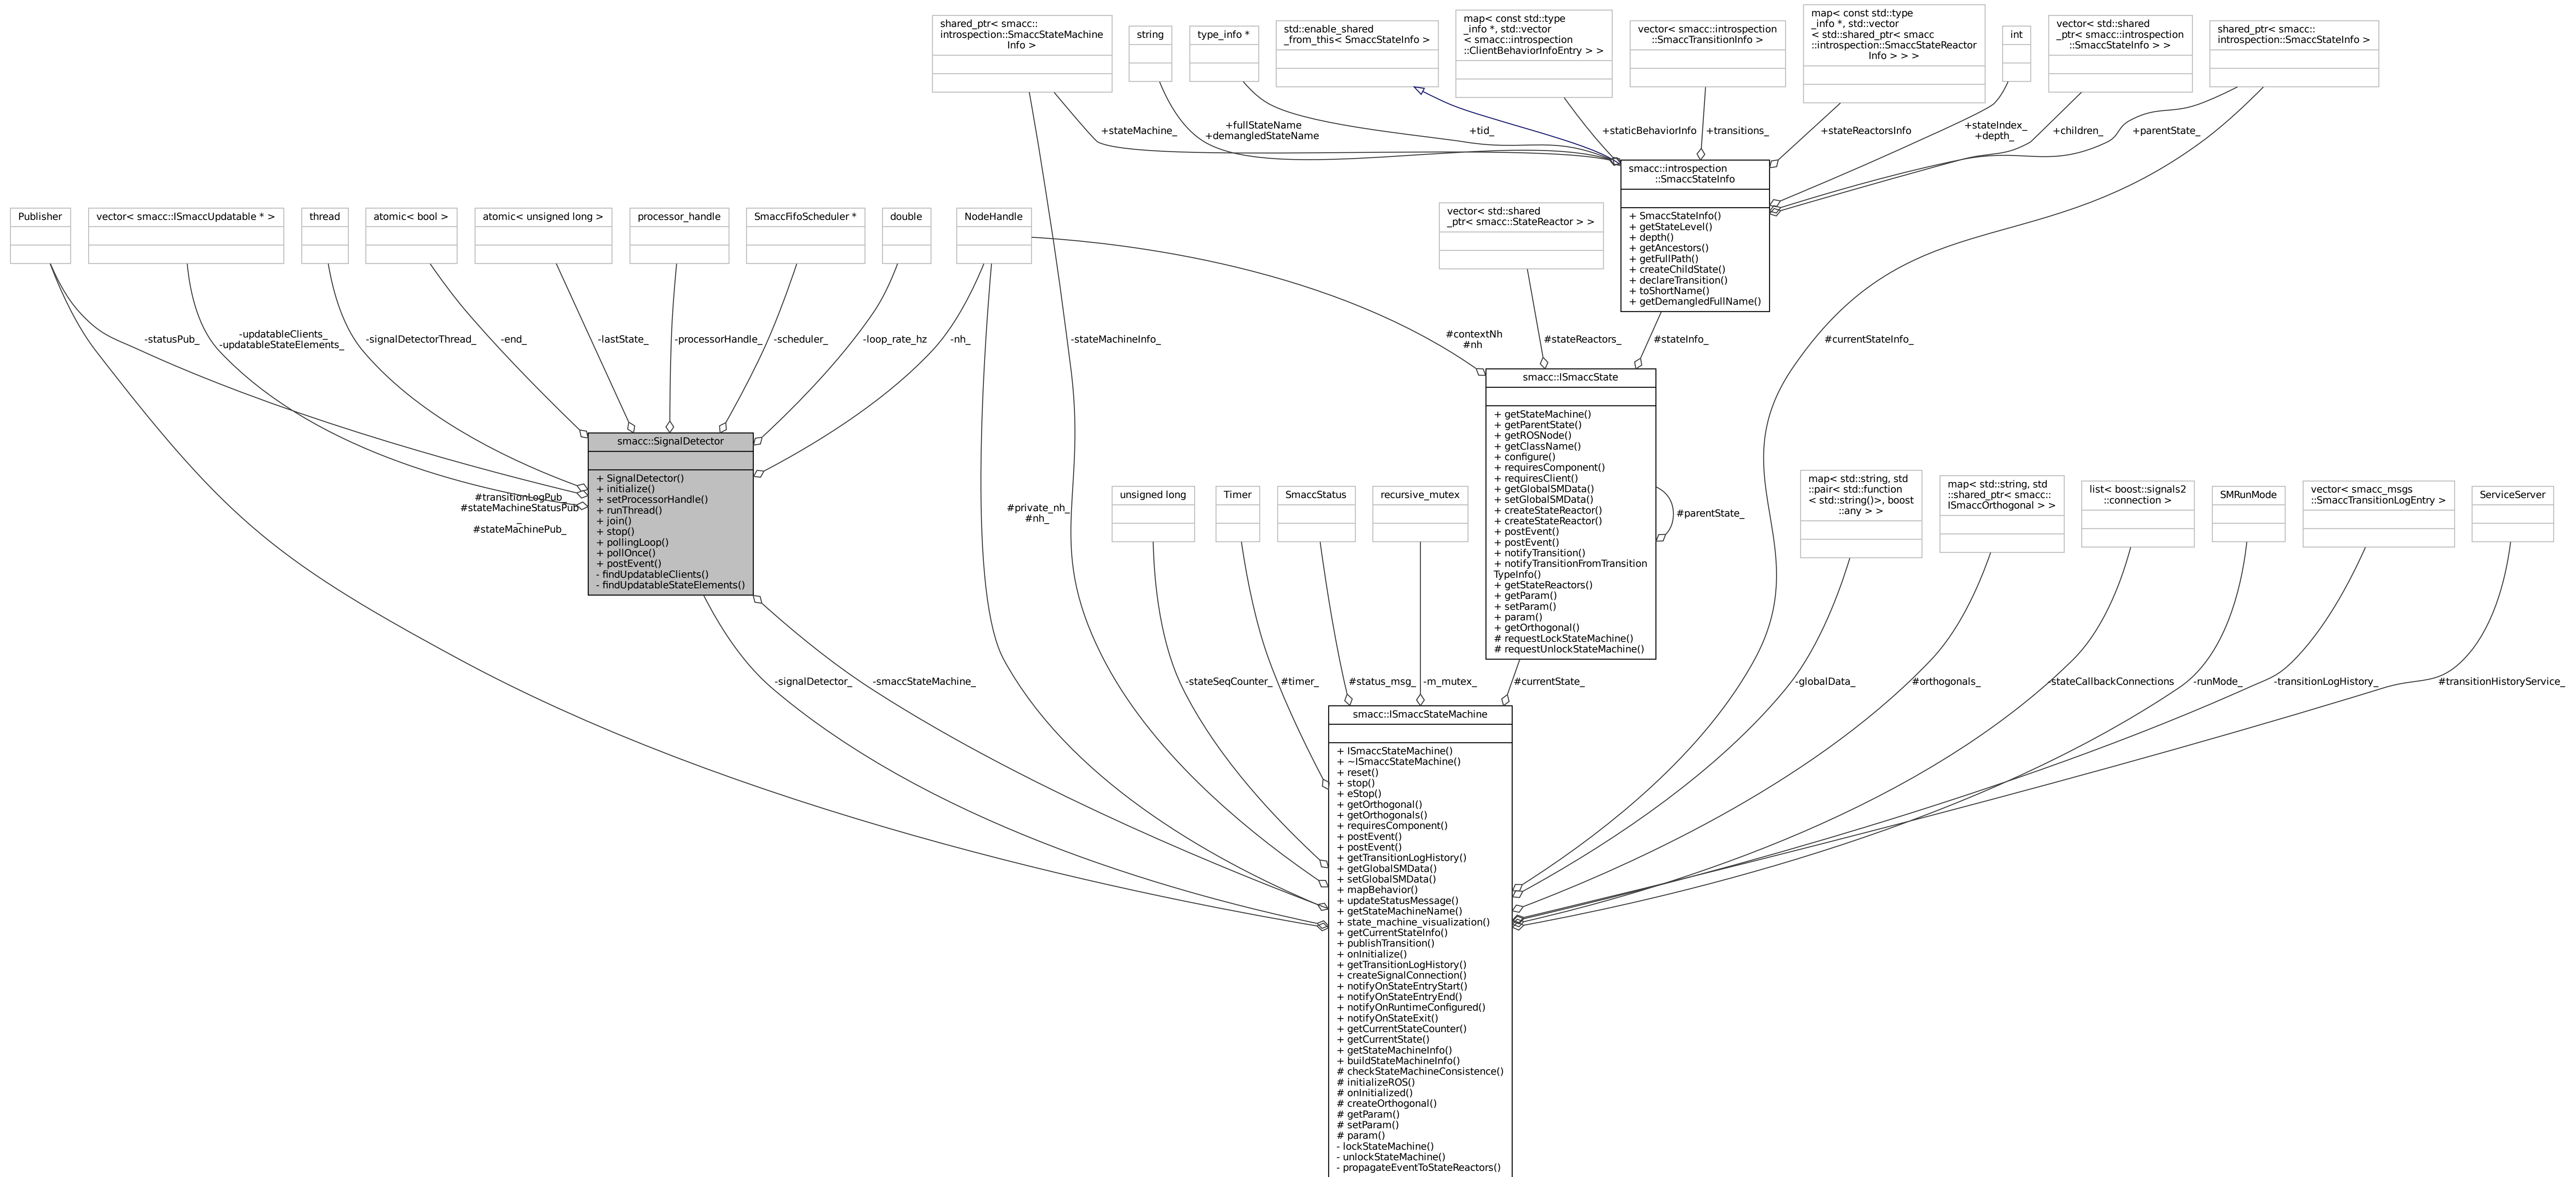 shared_ptr< smacc::
introspection::SmaccStateMachine
Info >
string
type_info *
std::enable_shared
_from_this< SmaccStateInfo >
map< const std::type
_info *, std::vector
< smacc::introspection
::ClientBehaviorInfoEntry > >
vector< smacc::introspection
::SmaccTransitionInfo >
map< const std::type
_info *, std::vector
< std::shared_ptr< smacc
::introspection::SmaccStateReactor
Info > > >
int
vector< std::shared
_ptr< smacc::introspection
::SmaccStateInfo > >
shared_ptr< smacc::
introspection::SmaccStateInfo >
+stateMachine_
+fullStateName
+demangledStateName
+tid_
+staticBehaviorInfo
+transitions_
+stateReactorsInfo
+stateIndex_
+depth_
+children_
+parentState_
smacc::introspection
::SmaccStateInfo
+ SmaccStateInfo()
+ getStateLevel()
+ depth()
+ getAncestors()
+ getFullPath()
+ createChildState()
+ declareTransition()
+ toShortName()
+ getDemangledFullName()
Publisher
vector< smacc::ISmaccUpdatable * >
thread
atomic< bool >
atomic< unsigned long >
processor_handle
SmaccFifoScheduler *
double
NodeHandle
vector< std::shared
_ptr< smacc::StateReactor > >
-statusPub_
-updatableClients_
-updatableStateElements_
-signalDetectorThread_
-end_
-lastState_
-processorHandle_
-scheduler_
-loop_rate_hz
-nh_
-stateMachineInfo_
#contextNh
#nh
#stateReactors_
#stateInfo_
#currentStateInfo_
smacc::SignalDetector
+ SignalDetector()
+ initialize()
+ setProcessorHandle()
+ runThread()
+ join()
+ stop()
+ pollingLoop()
+ pollOnce()
+ postEvent()
- findUpdatableClients()
- findUpdatableStateElements()
#transitionLogPub_
#stateMachineStatusPub
_
#stateMachinePub_
#private_nh_
#nh_
smacc::ISmaccState
+ getStateMachine()
+ getParentState()
+ getROSNode()
+ getClassName()
+ configure()
+ requiresComponent()
+ requiresClient()
+ getGlobalSMData()
+ setGlobalSMData()
+ createStateReactor()
+ createStateReactor()
+ postEvent()
+ postEvent()
+ notifyTransition()
+ notifyTransitionFromTransition
TypeInfo()
+ getStateReactors()
+ getParam()
+ setParam()
+ param()
+ getOrthogonal()
# requestLockStateMachine()
# requestUnlockStateMachine()
#parentState_
unsigned long
Timer
SmaccStatus
recursive_mutex
map< std::string, std
::pair< std::function
< std::string()>, boost
::any > >
map< std::string, std
::shared_ptr< smacc::
ISmaccOrthogonal > >
list< boost::signals2
::connection >
SMRunMode
vector< smacc_msgs
::SmaccTransitionLogEntry >
ServiceServer
-signalDetector_
-smaccStateMachine_
-stateSeqCounter_
#timer_
#status_msg_
-m_mutex_
#currentState_
-globalData_
#orthogonals_
-stateCallbackConnections
-runMode_
-transitionLogHistory_
#transitionHistoryService_
smacc::ISmaccStateMachine
+ ISmaccStateMachine()
+ ~ISmaccStateMachine()
+ reset()
+ stop()
+ eStop()
+ getOrthogonal()
+ getOrthogonals()
+ requiresComponent()
+ postEvent()
+ postEvent()
+ getTransitionLogHistory()
+ getGlobalSMData()
+ setGlobalSMData()
+ mapBehavior()
+ updateStatusMessage()
+ getStateMachineName()
+ state_machine_visualization()
+ getCurrentStateInfo()
+ publishTransition()
+ onInitialize()
+ getTransitionLogHistory()
+ createSignalConnection()
+ notifyOnStateEntryStart()
+ notifyOnStateEntryEnd()
+ notifyOnRuntimeConfigured()
+ notifyOnStateExit()
+ getCurrentStateCounter()
+ getCurrentState()
+ getStateMachineInfo()
+ buildStateMachineInfo()
# checkStateMachineConsistence()
# initializeROS()
# onInitialized()
# createOrthogonal()
# getParam()
# setParam()
# param()
- lockStateMachine()
- unlockStateMachine()
- propagateEventToStateReactors()